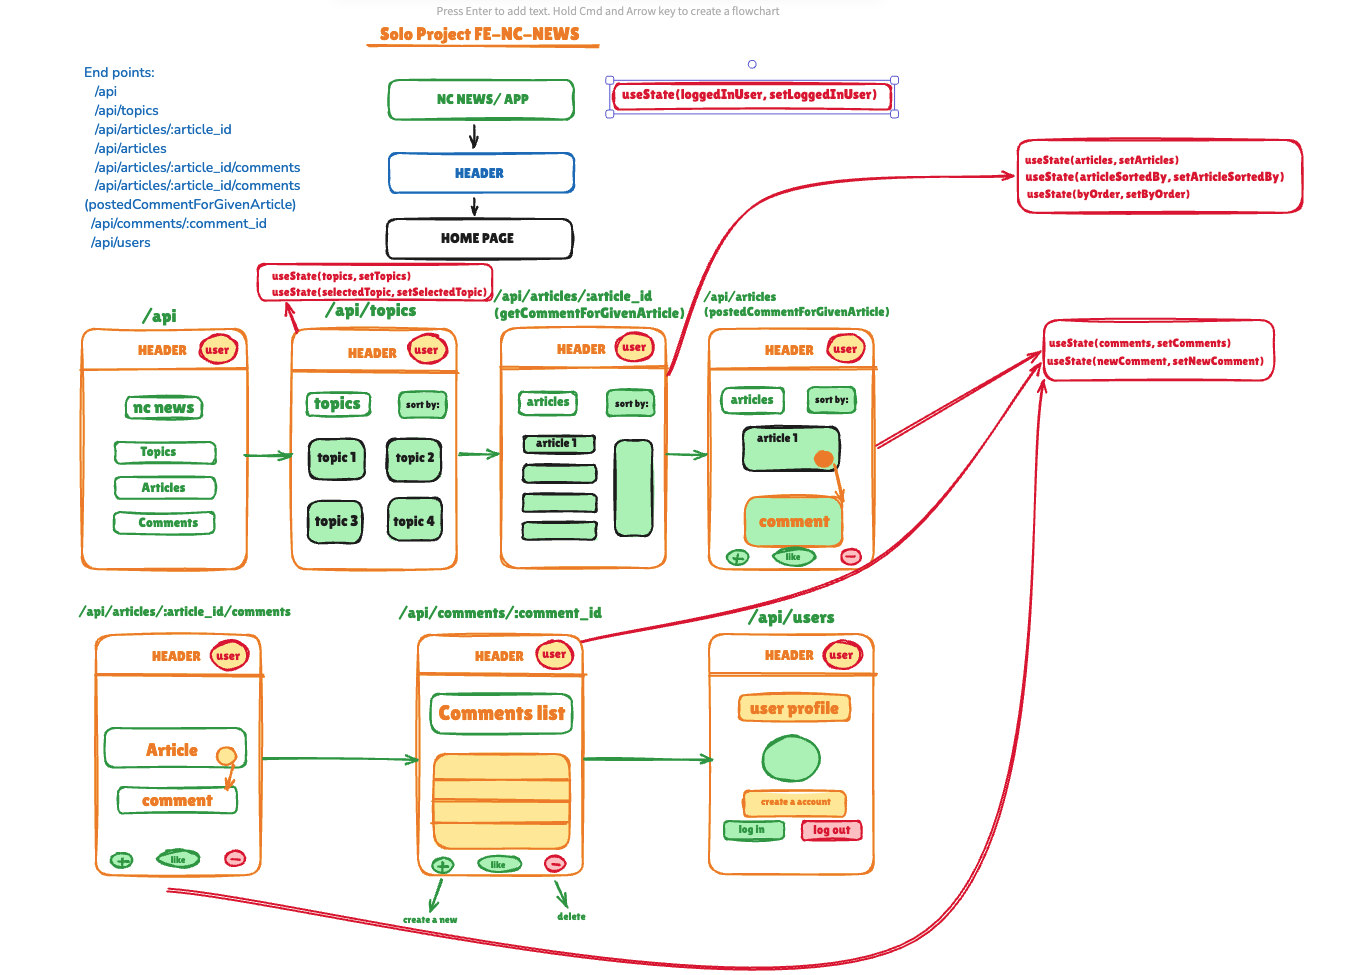 Press Enter to add text. Hold Cmd and Arrow key to create a flowchart
Solo Project FE-NC-NEWS
End points:
/api
/api/topics
/api/articles/:article_id
/api/articles
/api/articles/:article_id/comments
/api/articles/:article_id/comments
(postedCommentForGivenArticle)
/api/comments/:comment_id
/api/users
NC NEWS/ APP
HEADER
HOME PAGE
useState(loggedInUser, setLoggedInUser)
useState(articles, setArticles)
useState(articleSortedBy, setArticleSortedBy)
useState(byOrder, setByOrder)
useState(topics, setTopics)
useState(selectedTopic, setSelectedTopic)
useState(comments, setComments)
useState(newComment, setNewComment)
/api
HEADER
user
nc news
Topics
Articles
Comments
/api/topics
HEADER
user
topics
sort by:
topic 1
topic 2
topic 3
topic 4
/api/articles/:article_id
(getCommentForGivenArticle)
HEADER
user
articles
sort by:
article 1
/api/articles
(postedCommentForGivenArticle)
HEADER
user
articles
sort by:
article 1
comment
+
like
-
/api/articles/:article_id/comments
HEADER
user
Article
comment
+
like
-
/api/comments/:comment_id
HEADER
user
Comments list
+
like
-
create a new
delete
/api/users
HEADER
user
user profile
create a account
log in
log out